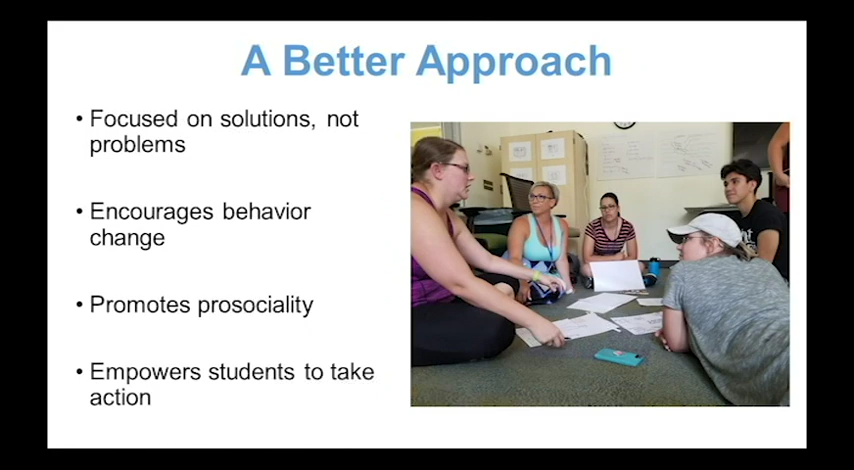 A Better Approach
• Focused on solutions, not
problems
• Encourages behavior
change
• Promotes prosociality
• Empowers students to take
action